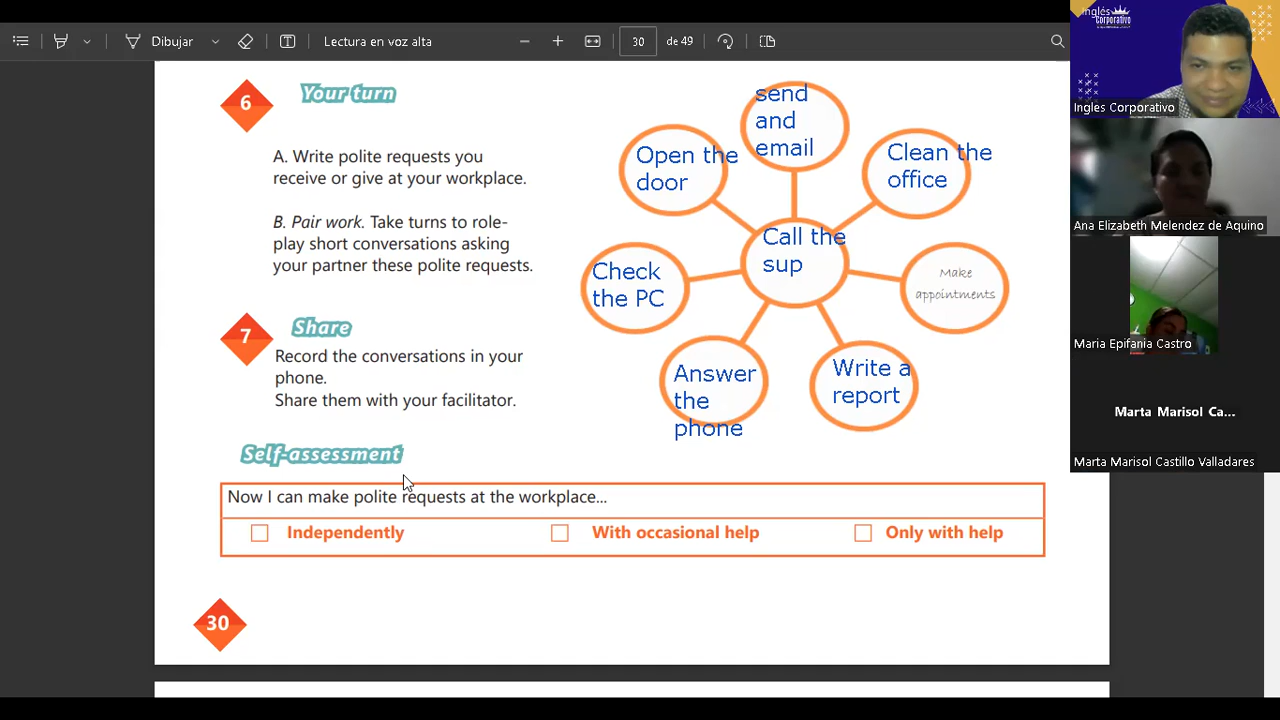 Dibujar
Lectura en voz alta
30
de 49
6
Your turn
A. Write polite requests you
receive or give at your workplace.
B. Pair work. Take turns to role-
play short conversations asking
your partner these polite requests.
7
Share
Record the conversations in your
phone.
Share them with your facilitator.
send
and
email
Open the
door
Clean the
office
Call the
sup
Check
the PC
Make
appointments
Answer
the
phone
Write a
report
Self-assessment
Now I can make polite requests at the workplace...
Independently
With occasional help
Only with help
30
Inglés
Corporativo
Ingles Corporativo
Ana Elizabeth Melendez de Aquino
Maria Epifania Castro
Marta Marisol Ca...
Marta Marisol Castillo Valladares